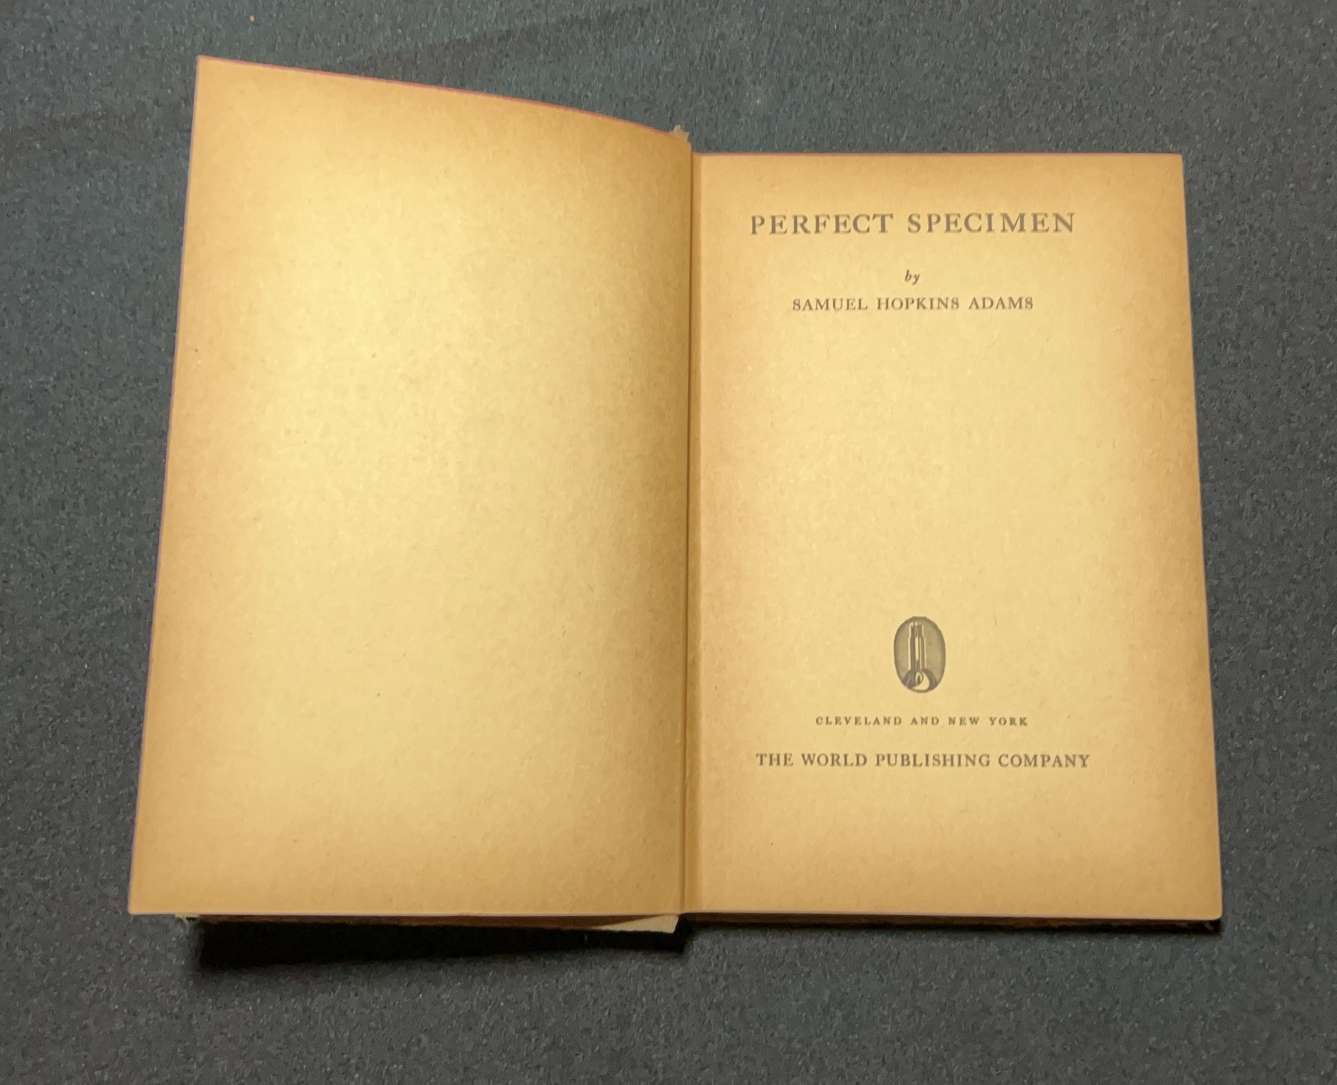 PERFECT SPECIMEN
by
SAMUEL HOPKINS ADAMS
CLEVELAND AND NEW YORK
THE WORLD PUBLISHING COMPANY